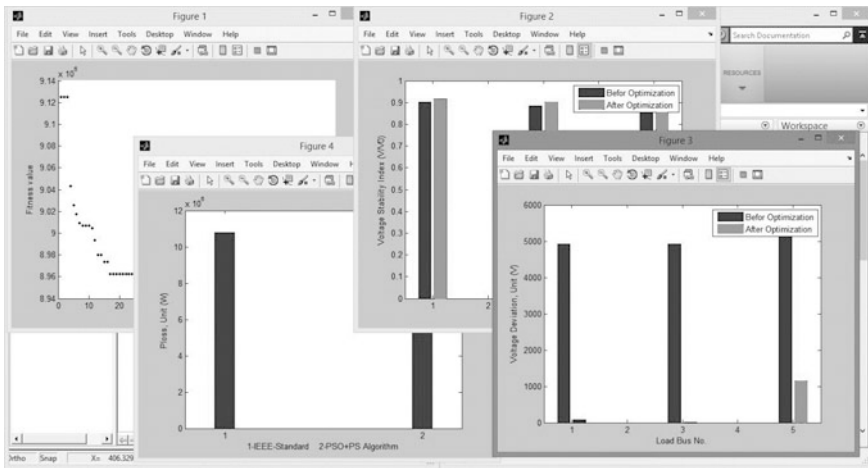 Figure 1
File Edit View Insert Tools Desktop Window Help
× 10⁶
9.14
9.12
9.1
9.08
9.06
9.04
9.02
9
8.98
8.96
8.94
Fitness value
0 10 20
Figure 2
File Edit View Insert Tools Desktop Window Help
1
0.9
0.8
0.7
0.6
0.5
0.4
0.3
0.2
0.1
0
Voltage Stability Index (V/V0)
Befor Optimization
After Optimization
1 2
Search Documentation
RESOURCES
Workspace
Figure 4
File Edit View Insert Tools Desktop Window
× 10⁶
12
10
8
6
4
2
0
Ploss, Unit (W)
1 2
1-IEEE-Standard 2-PSO+PS Algorithm
Figure 3
File Edit View Insert Tools Desktop Window Help
6000
5000
4000
3000
2000
1000
0
Voltage Deviation, Unit (V)
Befor Optimization
After Optimization
1 2 3 4 5
Load Bus No.
Ortho Snap X= 406.329